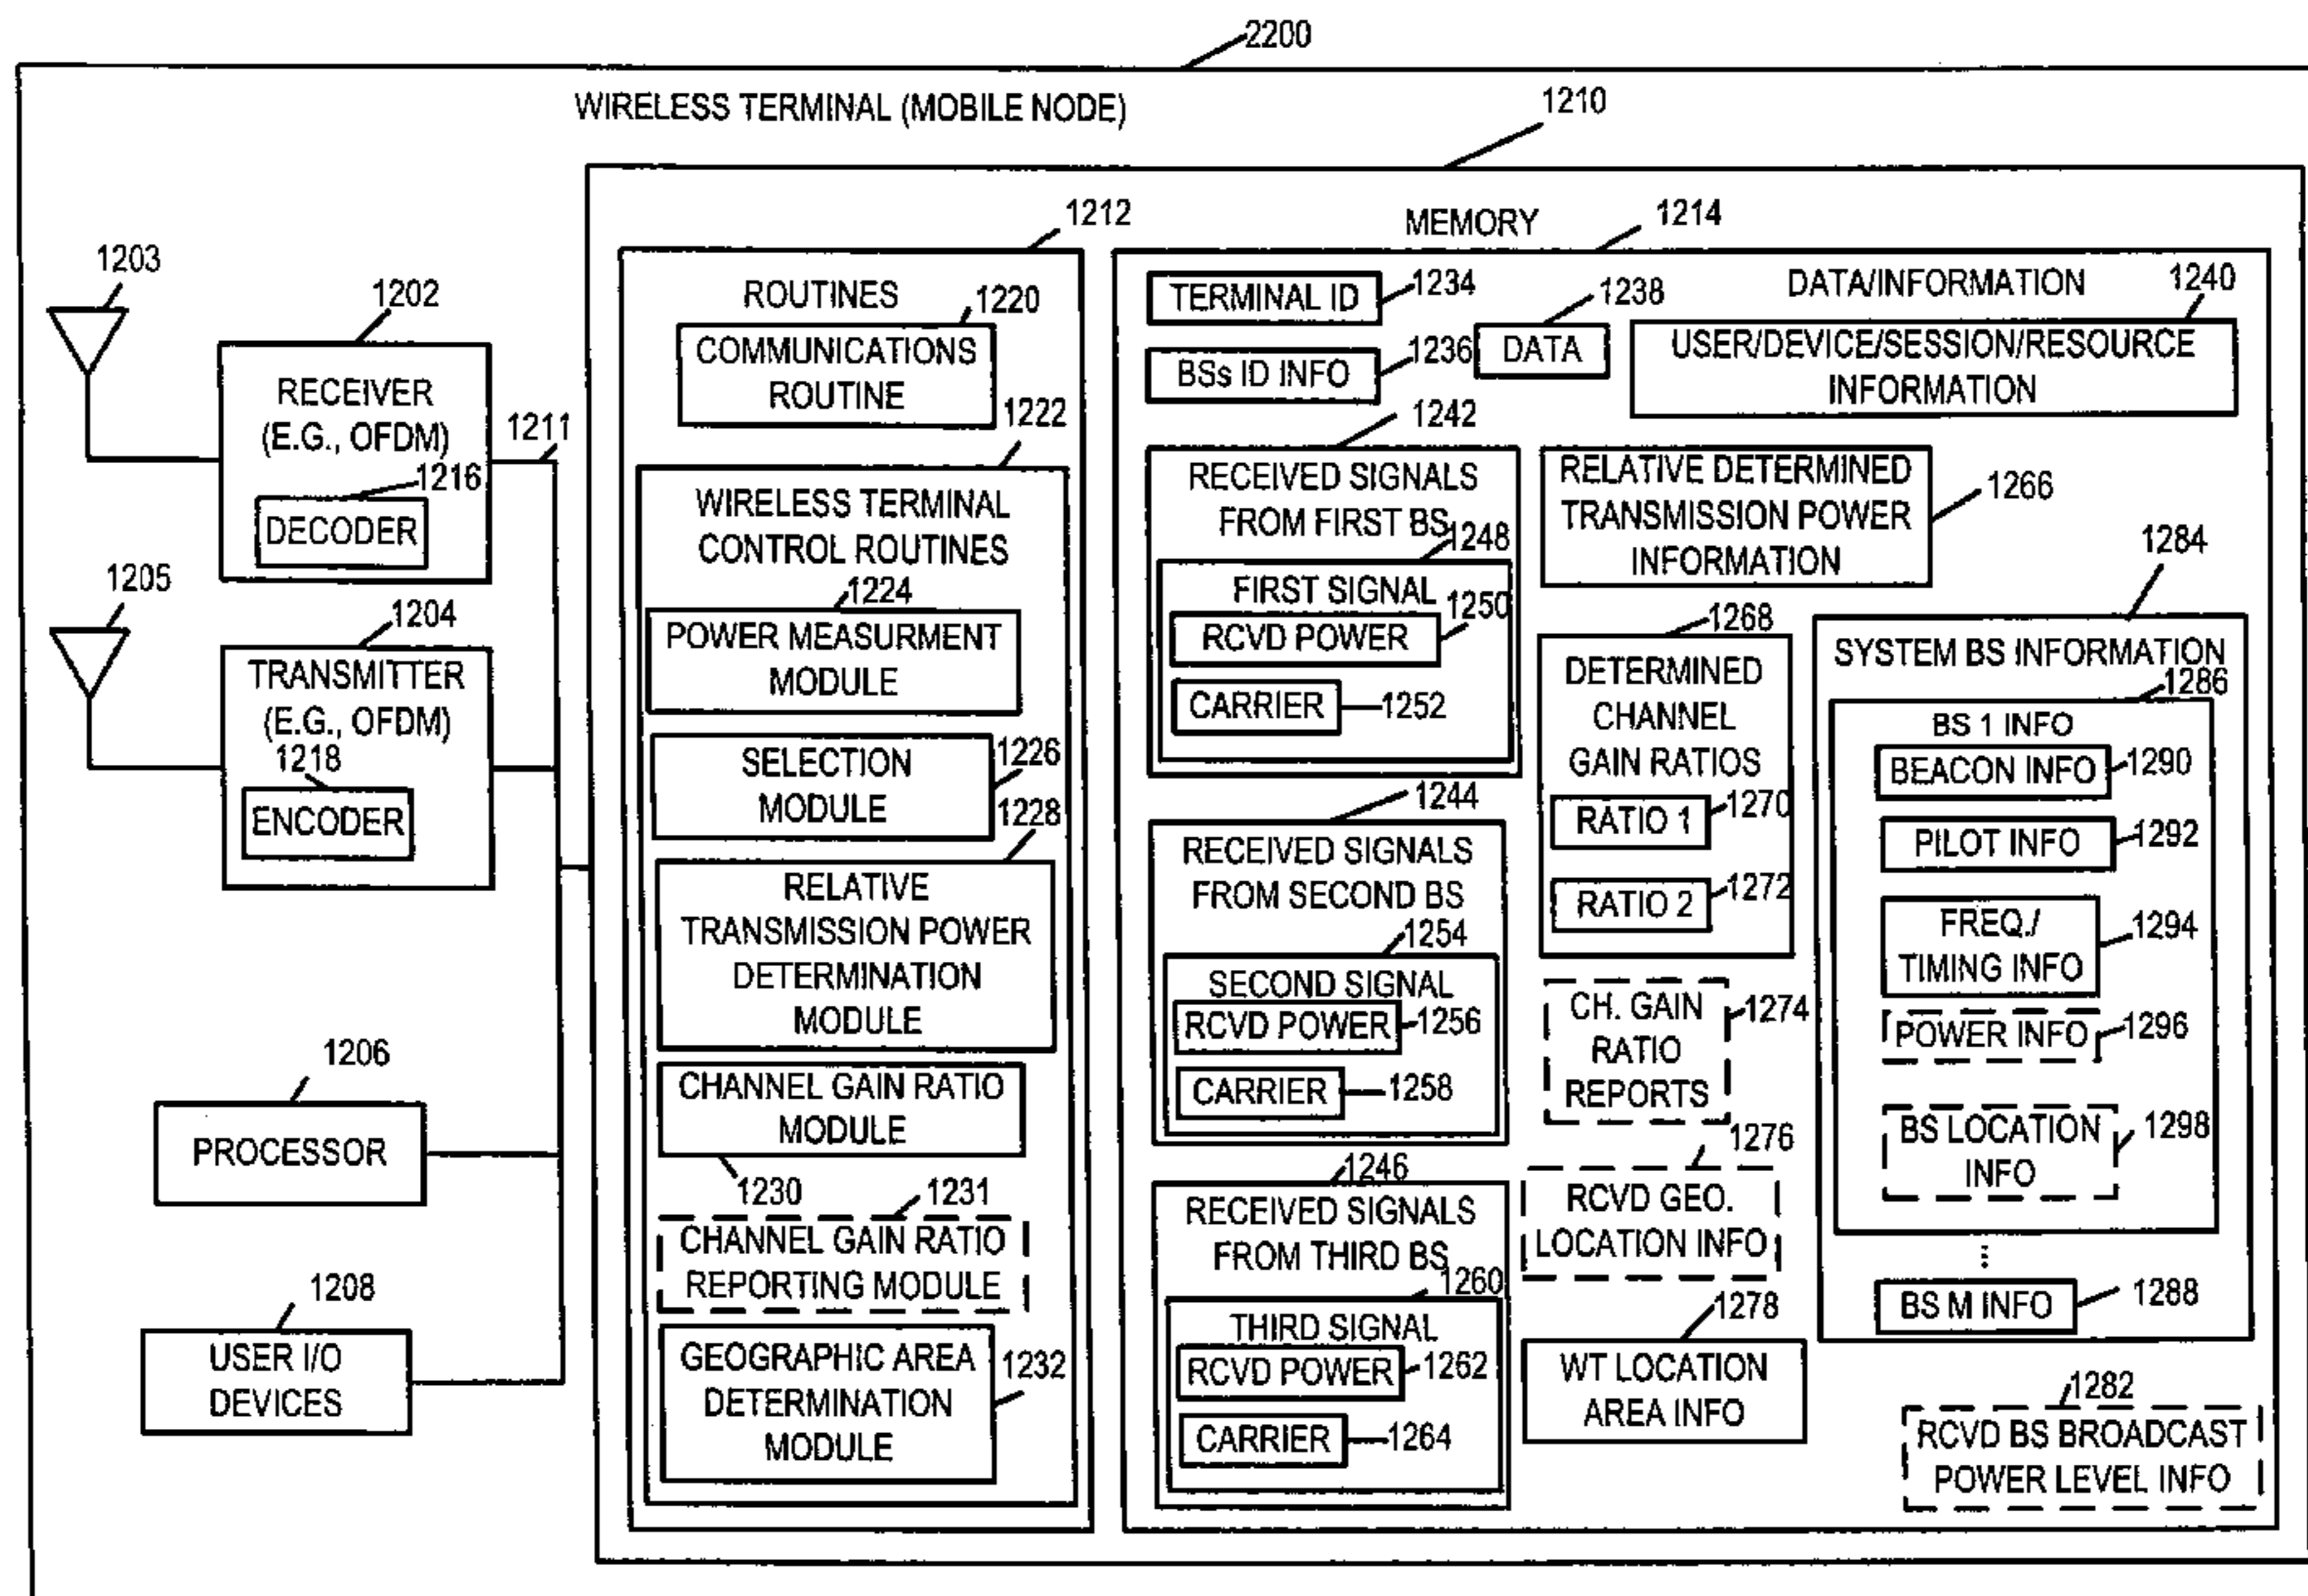 2200
WIRELESS TERMINAL (MOBILE NODE)
1210
MEMORY
1203
1202
RECEIVER
(E.G., OFDM)
1216
DECODER
1211
1205
1204
TRANSMITTER
(E.G., OFDM)
1218
ENCODER
1206
PROCESSOR
1208
USER I/O
DEVICES
1212
ROUTINES
1220
COMMUNICATIONS
ROUTINE
1222
WIRELESS TERMINAL
CONTROL ROUTINES
1224
POWER MEASURMENT
MODULE
1226
SELECTION
MODULE
1228
RELATIVE
TRANSMISSION POWER
DETERMINATION
MODULE
CHANNEL GAIN RATIO
MODULE
1230
1231
CHANNEL GAIN RATIO
REPORTING MODULE
GEOGRAPHIC AREA
DETERMINATION
MODULE
1232
1214
DATA/INFORMATION
TERMINAL ID
1234
BSs ID INFO
1236
1238
DATA
1240
USER/DEVICE/SESSION/RESOURCE
INFORMATION
1242
RECEIVED SIGNALS
FROM FIRST BS
1248
FIRST SIGNAL
1250
RCVD POWER
CARRIER
1252
1244
RECEIVED SIGNALS
FROM SECOND BS
1254
SECOND SIGNAL
RCVD POWER
1256
CARRIER
1258
1246
RECEIVED SIGNALS
FROM THIRD BS
1260
THIRD SIGNAL
RCVD POWER
1262
CARRIER
1264
RELATIVE DETERMINED
TRANSMISSION POWER
INFORMATION
1266
1268
DETERMINED
CHANNEL
GAIN RATIOS
RATIO 1
1270
RATIO 2
1272
CH. GAIN
RATIO
REPORTS
1274
1276
RCVD GEO.
LOCATION INFO
1278
WT LOCATION
AREA INFO
1284
SYSTEM BS INFORMATION
1286
BS 1 INFO
BEACON INFO
1290
PILOT INFO
1292
FREQ./
TIMING INFO
1294
POWER INFO
1296
BS LOCATION
INFO
1298
⋮
BS M INFO
1288
1282
RCVD BS BROADCAST
POWER LEVEL INFO